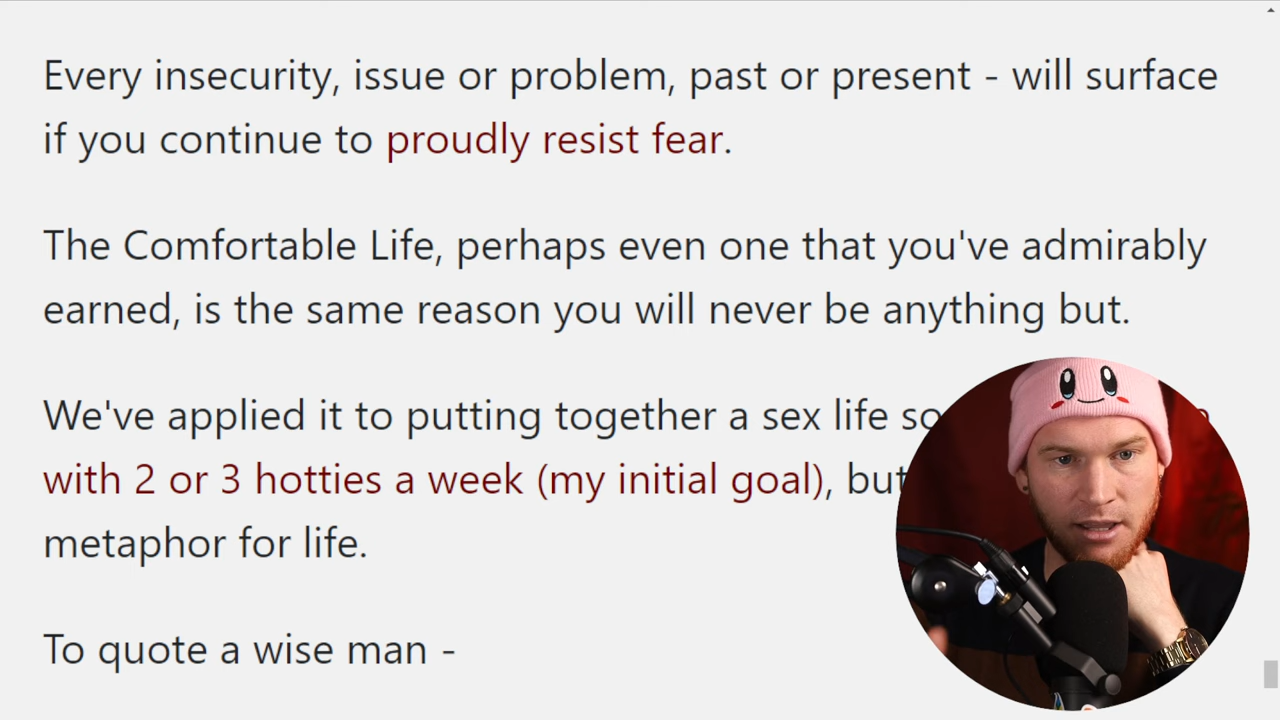 Every insecurity, issue or problem, past or present - will surface
if you continue to proudly resist fear.
The Comfortable Life, perhaps even one that you've admirably
earned, is the same reason you will never be anything but.
We've applied it to putting together a sex life
with 2 or 3 hotties a week (my initial goal), but
metaphor for life.
To quote a wise man -